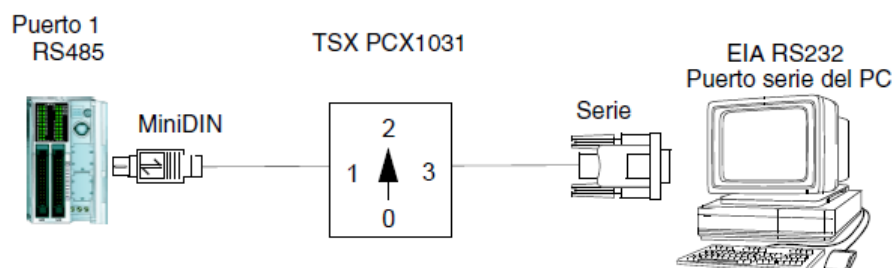 Puerto 1
RS485
TSX PCX1031
EIA RS232
Puerto serie del PC
MiniDIN
Serie
2
1 3
0